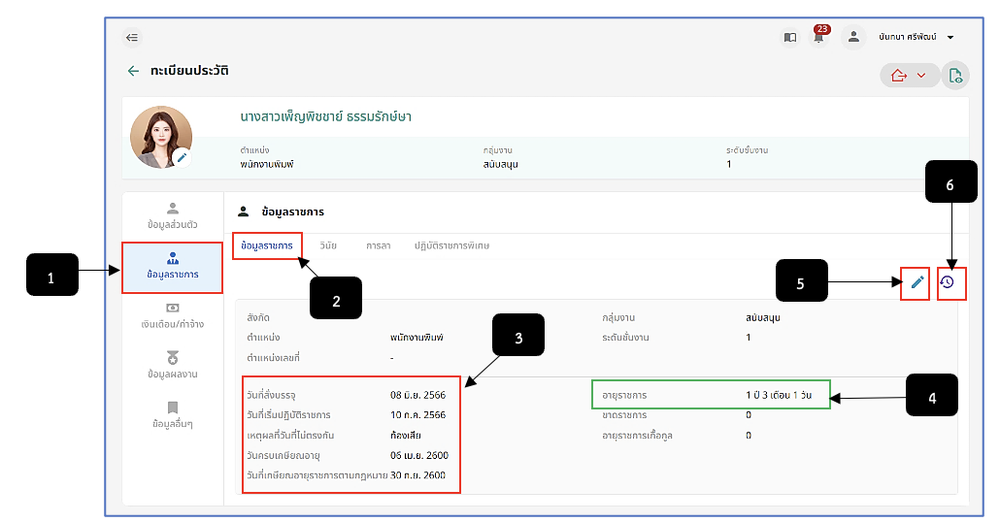 23
นันทนา ศรีพัฒน์
ทะเบียนประวัติ
นางสาวเพ็ญพิชชาย์ ธรรมรักษ์ษา
ตำแหน่ง กลุ่มงาน ระดับชั้นงาน
พนักงานพิมพ์ สนับสนุน 1
6
ข้อมูลส่วนตัว
ข้อมูลราชการ
ข้อมูลราชการ วินัย การลา ปฏิบัติราชการพิเศษ
1
ข้อมูลราชการ
2
5
เงินเดือน/ค่าจ้าง
ข้อมูลผลงาน
ข้อมูลอื่นๆ
สังกัด กลุ่มงาน สนับสนุน
ตำแหน่ง พนักงานพิมพ์ ระดับชั้นงาน 1
3
ตำแหน่งเลขที่ -
วันที่สั่งบรรจุ 08 มิ.ย. 2566 อายุราชการ 1 ปี 3 เดือน 1 วัน
4
วันที่เริ่มปฏิบัติราชการ 10 ก.ค. 2566 ขาดราชการ 0
เหตุผลที่วันที่ไม่ตรงกัน ท้องเสีย อายุราชการเกื้อกูล 0
วันครบเกษียณอายุ 06 เม.ย. 2600
วันที่เกษียณอายุราชการตามกฎหมาย 30 ก.ย. 2600